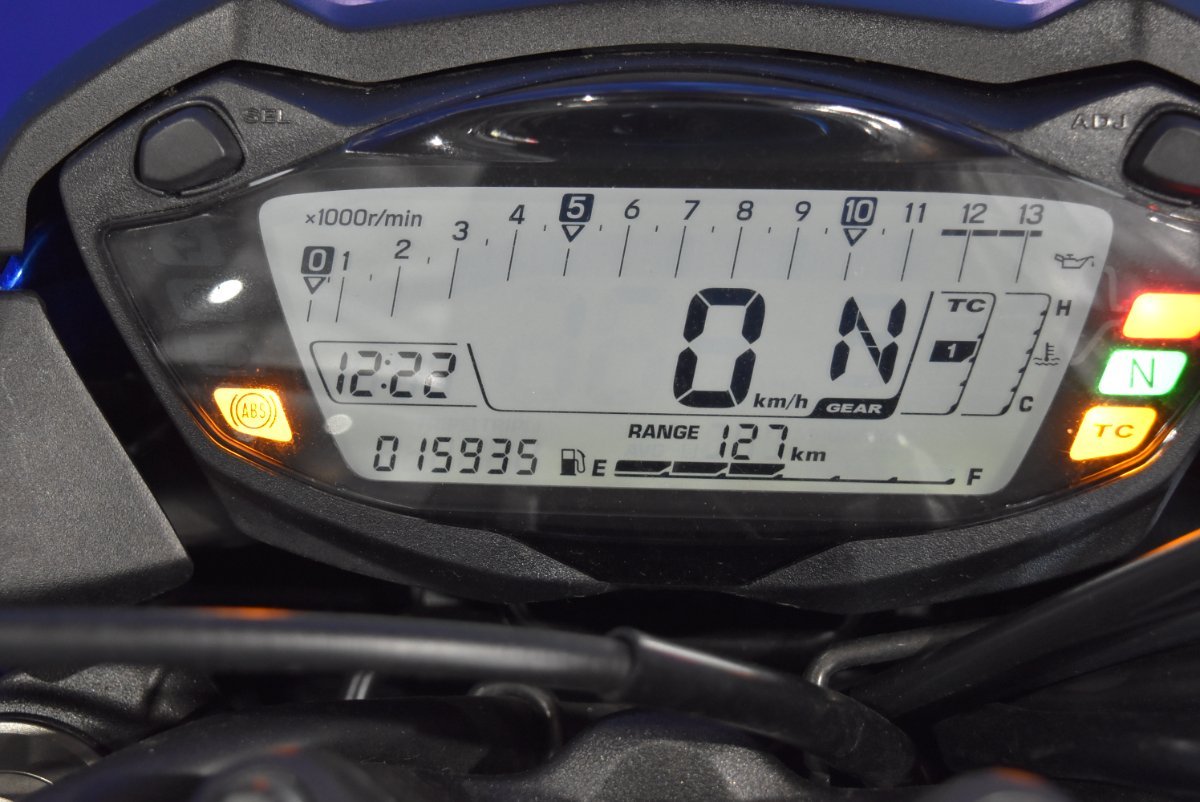 SEL
ADJ
×1000r/min
0 1 2 3 4 5 6 7 8 9 10 11 12 13
12:22
0 km/h
N
GEAR
TC
1
H
C
ABS
N
TC
015935
RANGE 127 km
E F